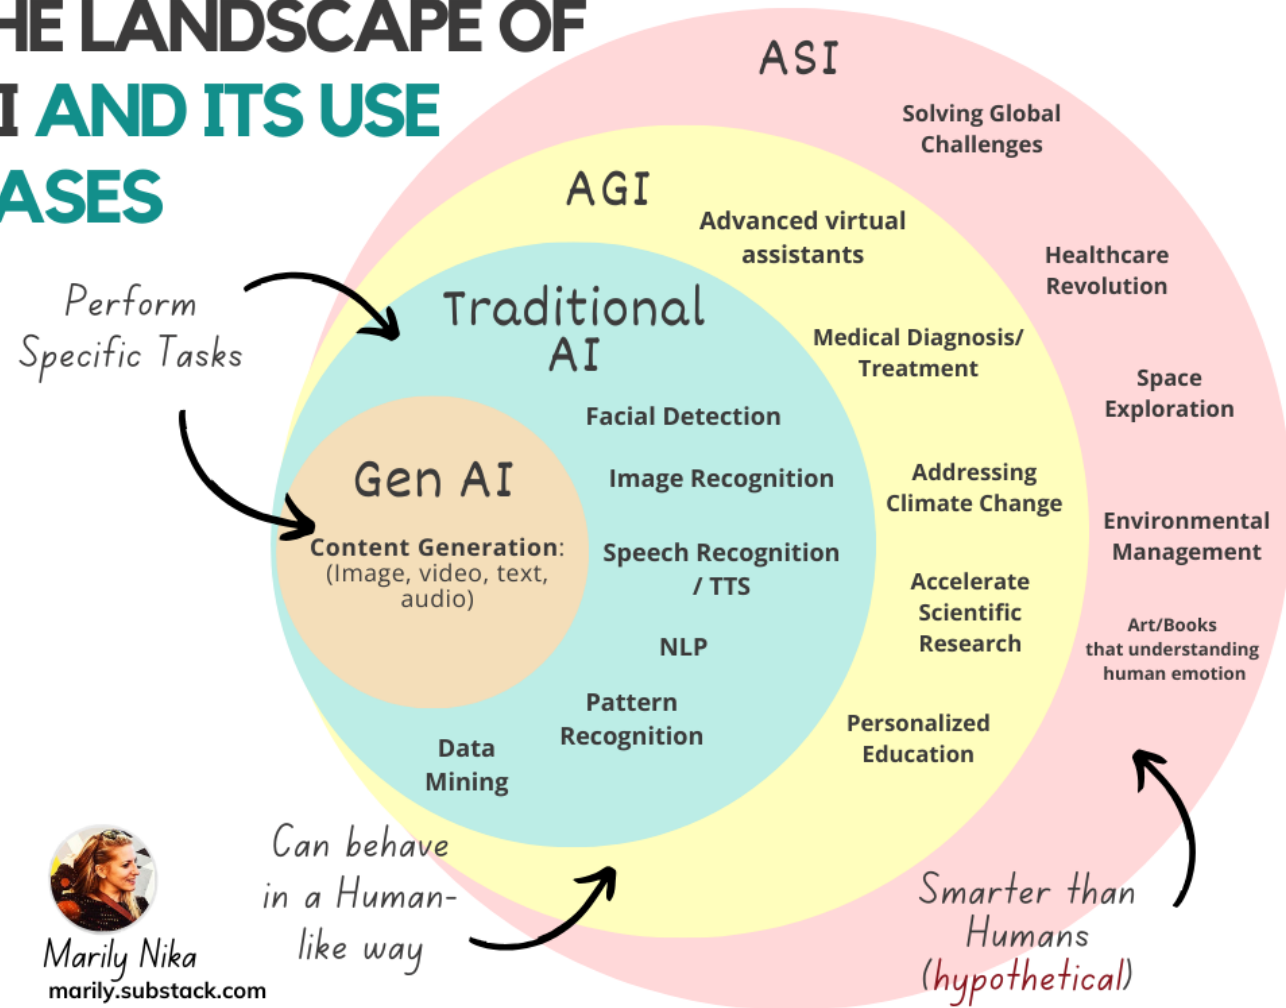 HE LANDSCAPE OF
I AND ITS USE
ASES
ASI
Solving Global
Challenges
Healthcare
Revolution
Space
Exploration
Environmental
Management
Art/Books
that understanding
human emotion
AGI
Advanced virtual
assistants
Medical Diagnosis/
Treatment
Addressing
Climate Change
Accelerate
Scientific
Research
Personalized
Education
Traditional
AI
Facial Detection
Image Recognition
Speech Recognition
/ TTS
NLP
Pattern
Recognition
Data
Mining
Gen AI
Content Generation:
(Image, video, text,
audio)
Perform
Specific Tasks
Can behave
in a Human-
like way
Smarter than
Humans
(hypothetical)
Marily Nika
marily.substack.com